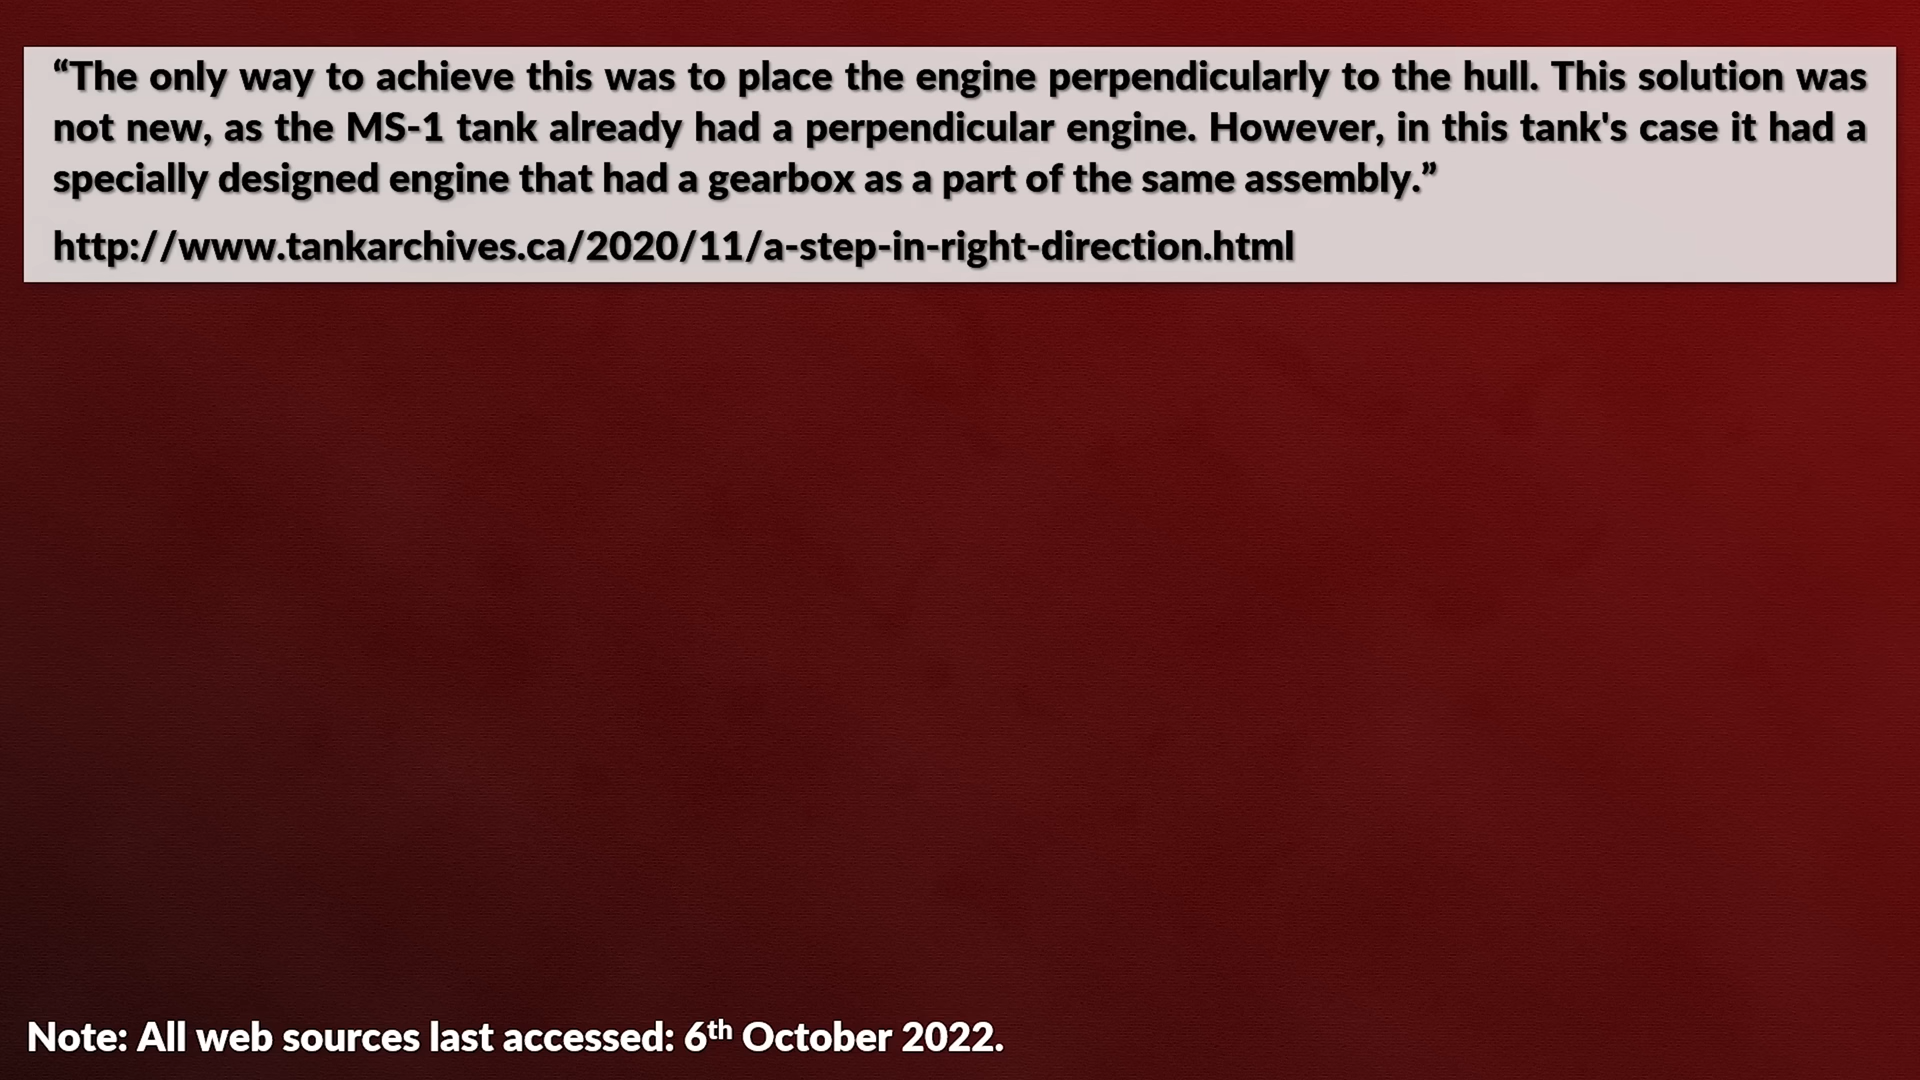 “The only way to achieve this was to place the engine perpendicularly to the hull. This solution was
not new, as the MS-1 tank already had a perpendicular engine. However, in this tank's case it had a
specially designed engine that had a gearbox as a part of the same assembly.”
http://www.tankarchives.ca/2020/11/a-step-in-right-direction.html
Note: All web sources last accessed: 6th October 2022.